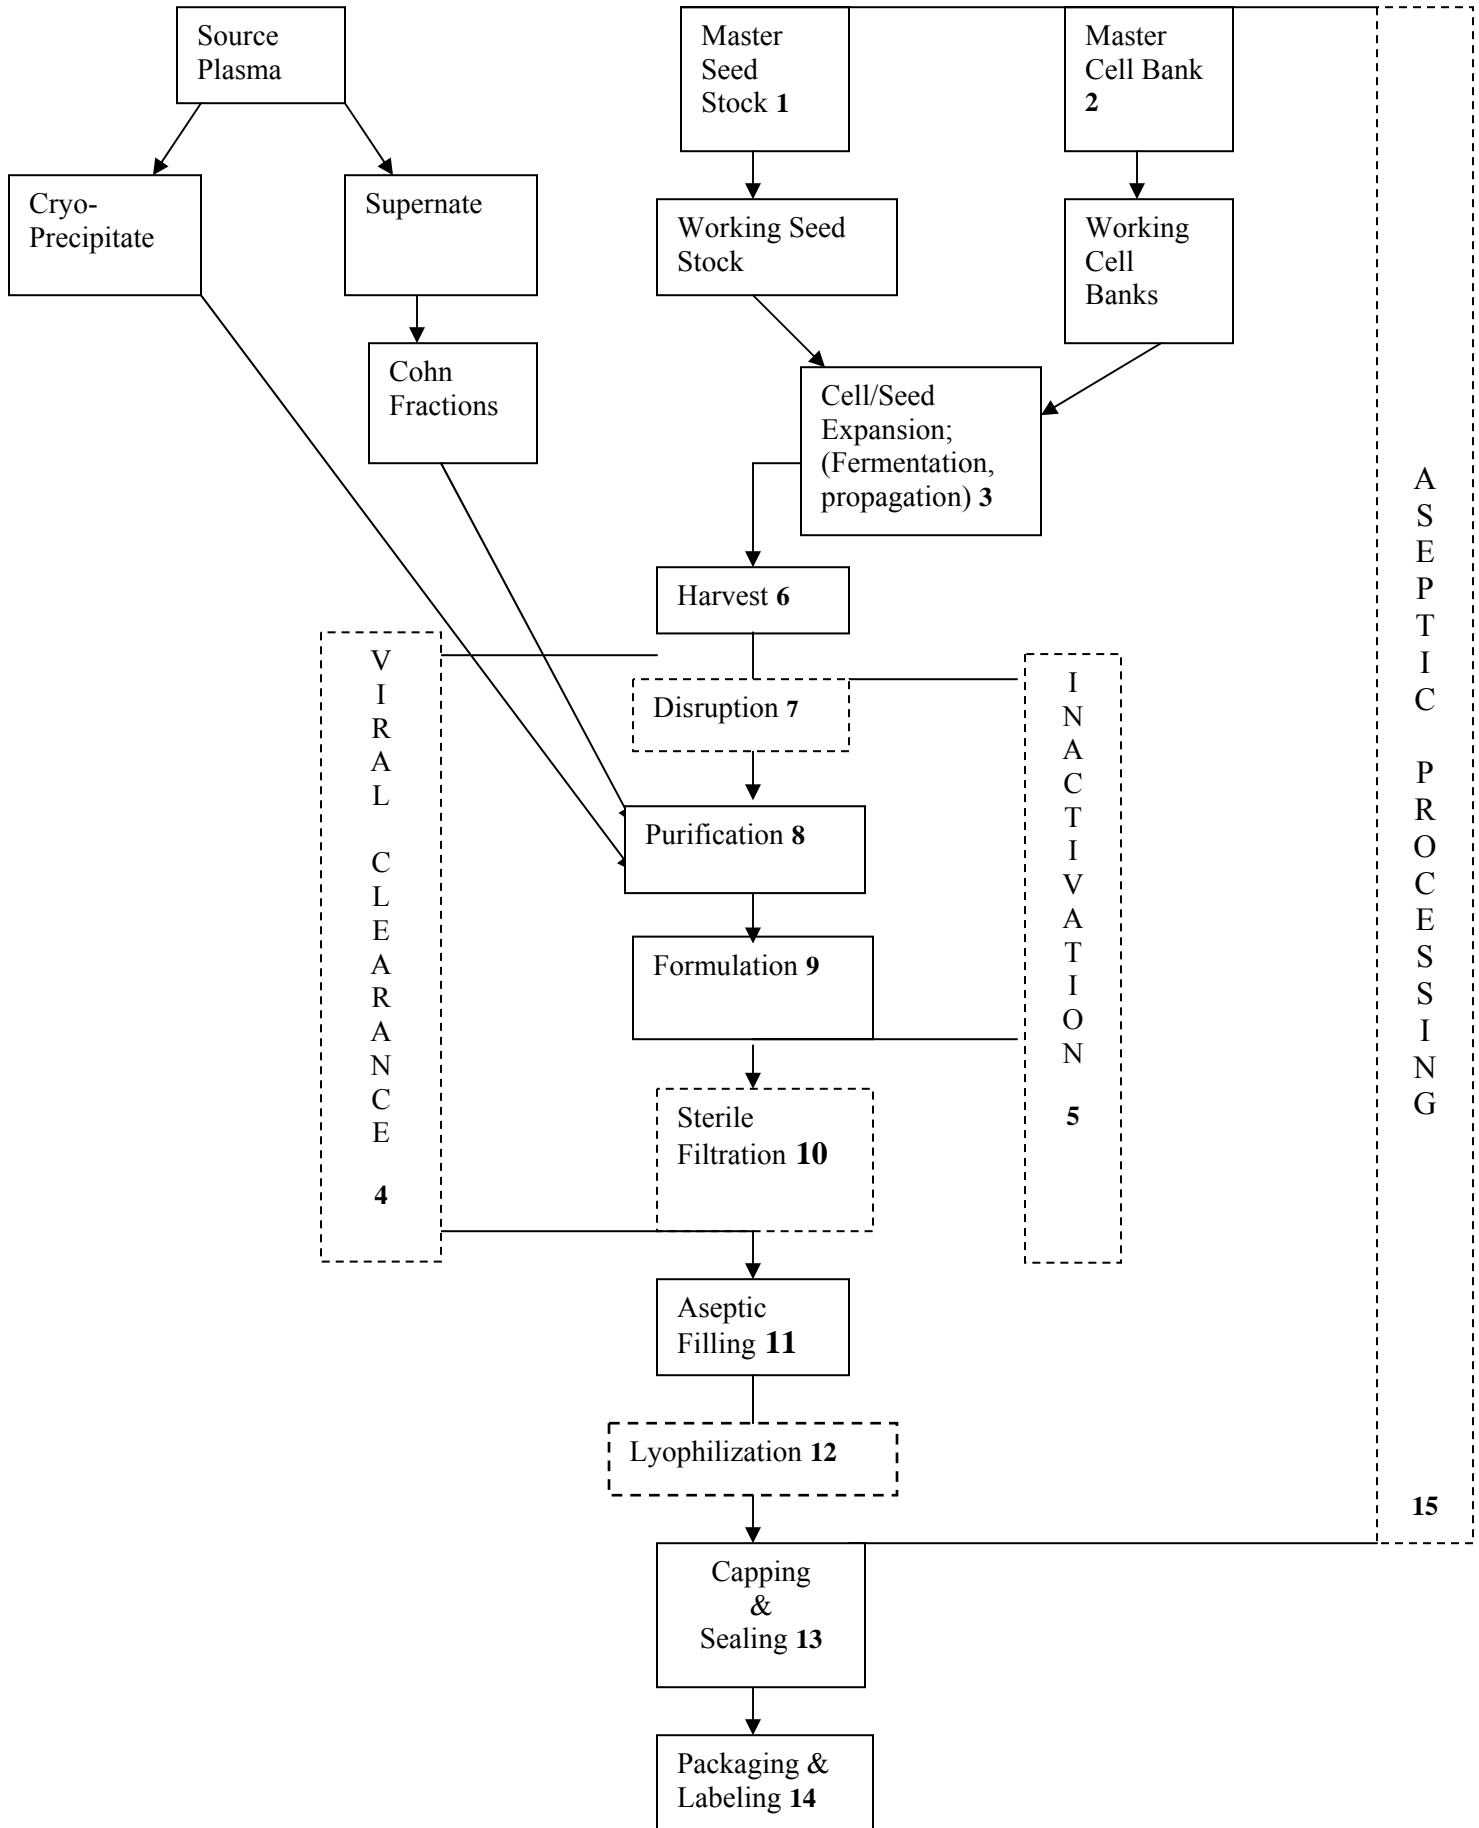 Source
Plasma
Master
Seed
Stock 1
Master
Cell Bank
2
Cryo-
Precipitate
Supernate
Working Seed
Stock
Working
Cell
Banks
Cohn
Fractions
Cell/Seed
Expansion;
(Fermentation,
propagation) 3
Harvest 6
VIRAL CLEARANCE
4
Disruption 7
INACTIVATION
5
ASEPTIC PROCESSING
15
Purification 8
Formulation 9
Sterile
Filtration 10
Aseptic
Filling 11
Lyophilization 12
Capping
&
Sealing 13
Packaging &
Labeling 14